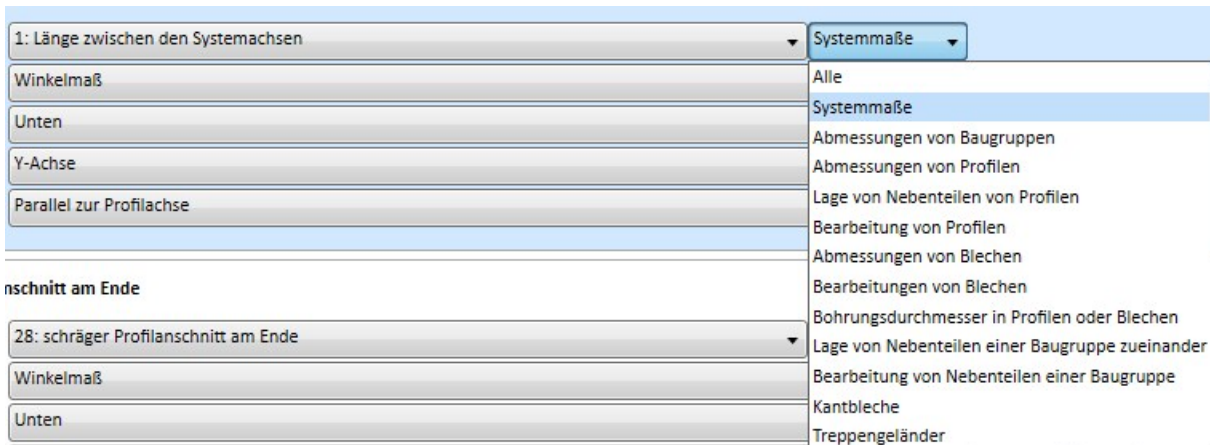 1: Länge zwischen den Systemachsen
Systemmaße
Winkelmaß
Unten
Y-Achse
Parallel zur Profilachse
Alle
Systemmaße
Abmessungen von Baugruppen
Abmessungen von Profilen
Lage von Nebenteilen von Profilen
Bearbeitung von Profilen
Abmessungen von Blechen
Bearbeitungen von Blechen
Bohrungsdurchmesser in Profilen oder Blechen
Lage von Nebenteilen einer Baugruppe zueinander
Bearbeitung von Nebenteilen einer Baugruppe
Kantbleche
Treppengeländer
nschnitt am Ende
28: schräger Profilanschnitt am Ende
Winkelmaß
Unten